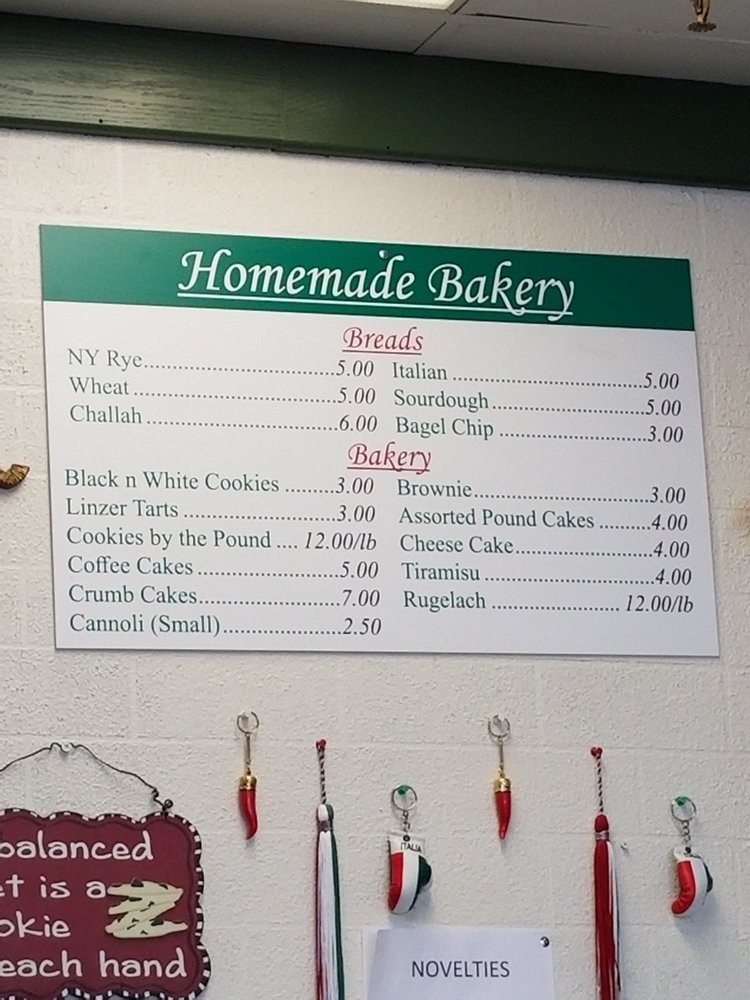 Homemade Bakery
Breads
NY Rye..............................5.00
Wheat ..............................5.00
Challah .............................6.00
Italian ..............................5.00
Sourdough........................5.00
Bagel Chip .......................3.00
Bakery
Black n White Cookies ........3.00
Linzer Tarts .......................3.00
Cookies by the Pound .... 12.00/lb
Coffee Cakes ......................5.00
Crumb Cakes......................7.00
Cannoli (Small)...................2.50
Brownie............................3.00
Assorted Pound Cakes .........4.00
Cheese Cake......................4.00
Tiramisu ..........................4.00
Rugelach .................... 12.00/lb
balanced
et is a
okie
each hand
ITALIA
NOVELTIES